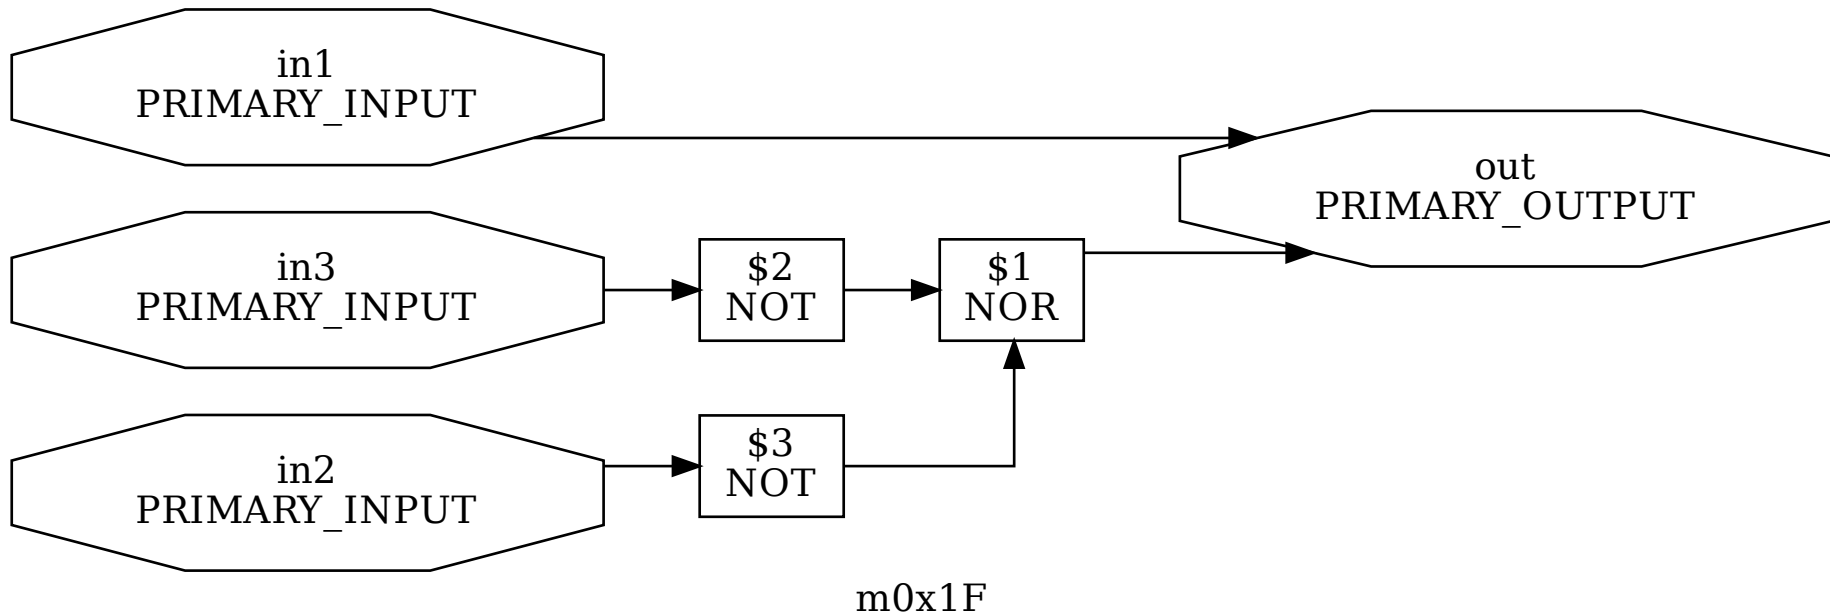 in1
PRIMARY_INPUT
out
PRIMARY_OUTPUT
in3
PRIMARY_INPUT
$2
NOT
$1
NOR
in2
PRIMARY_INPUT
$3
NOT
m0x1F